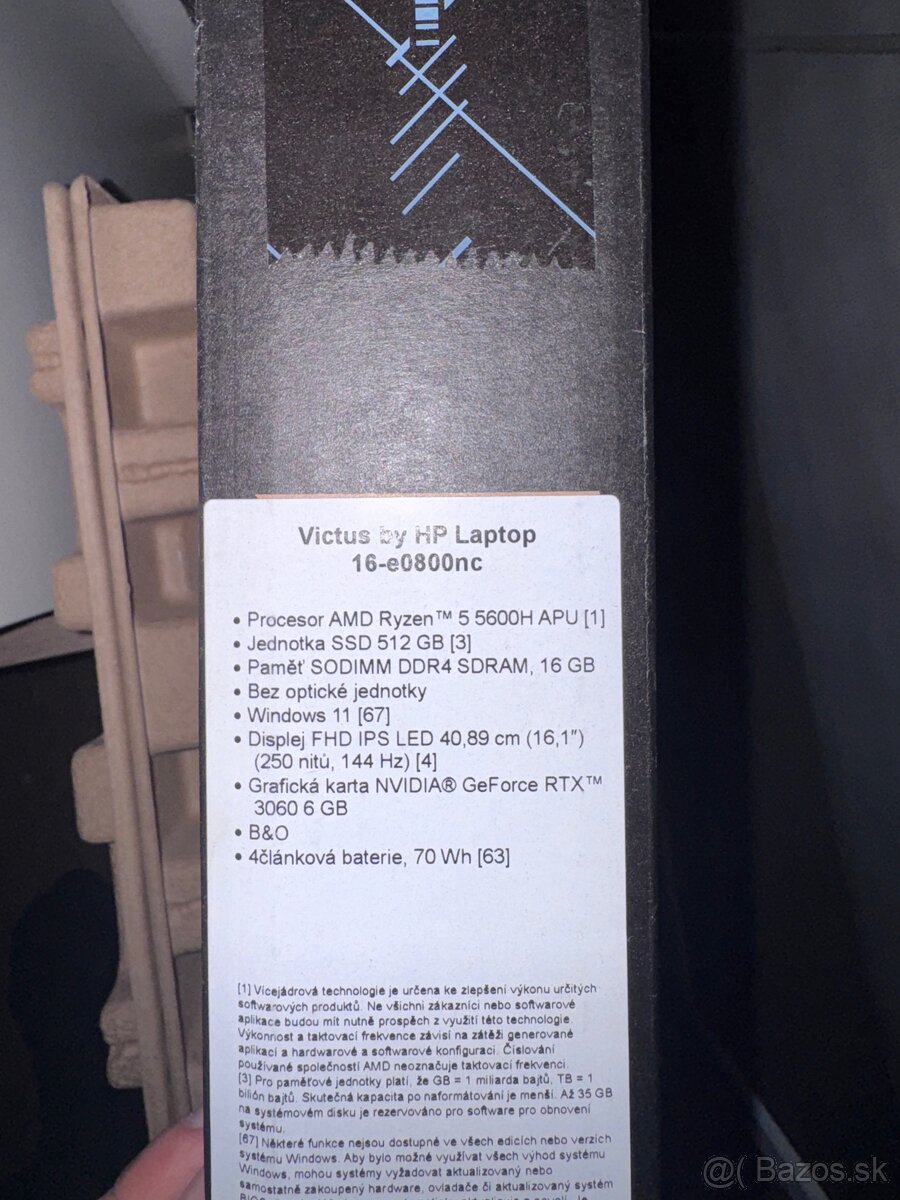 Victus by HP Laptop
16-e0800nc
• Procesor AMD Ryzen™ 5 5600H APU [1]
• Jednotka SSD 512 GB [3]
• Paměť SODIMM DDR4 SDRAM, 16 GB
• Bez optické jednotky
• Windows 11 [67]
• Displej FHD IPS LED 40,89 cm (16,1″)
(250 nitů, 144 Hz) [4]
• Grafická karta NVIDIA® GeForce RTX™
3060 6 GB
• B&O
• 4článková baterie, 70 Wh [63]
[1] Vícejádrová technologie je určena ke zlepšení výkonu určitých
softwarových produktů. Ne všichni zákazníci nebo softwarové
aplikace budou mít nutně prospěch z využití této technologie.
Výkonnost a taktovací frekvence závisí na zátěži generované
aplikací a hardwarové a softwarové konfiguraci. Číslování
používané společností AMD neoznačuje taktovací frekvenci.
[3] Pro paměťové jednotky platí, že GB = 1 miliarda bajtů, TB = 1
bilión bajtů. Skutečná kapacita po naformátování je menší. Až 35 GB
na systémovém disku je rezervováno pro software pro obnovení
systému.
[67] Některé funkce nejsou dostupné ve všech edicích nebo verzích
systému Windows. Aby bylo možné využívat všech výhod systému
Windows, mohou systémy vyžadovat aktualizovaný nebo
samostatně zakoupený hardware, ovladače či aktualizovaný systém
@( Bazos.sk